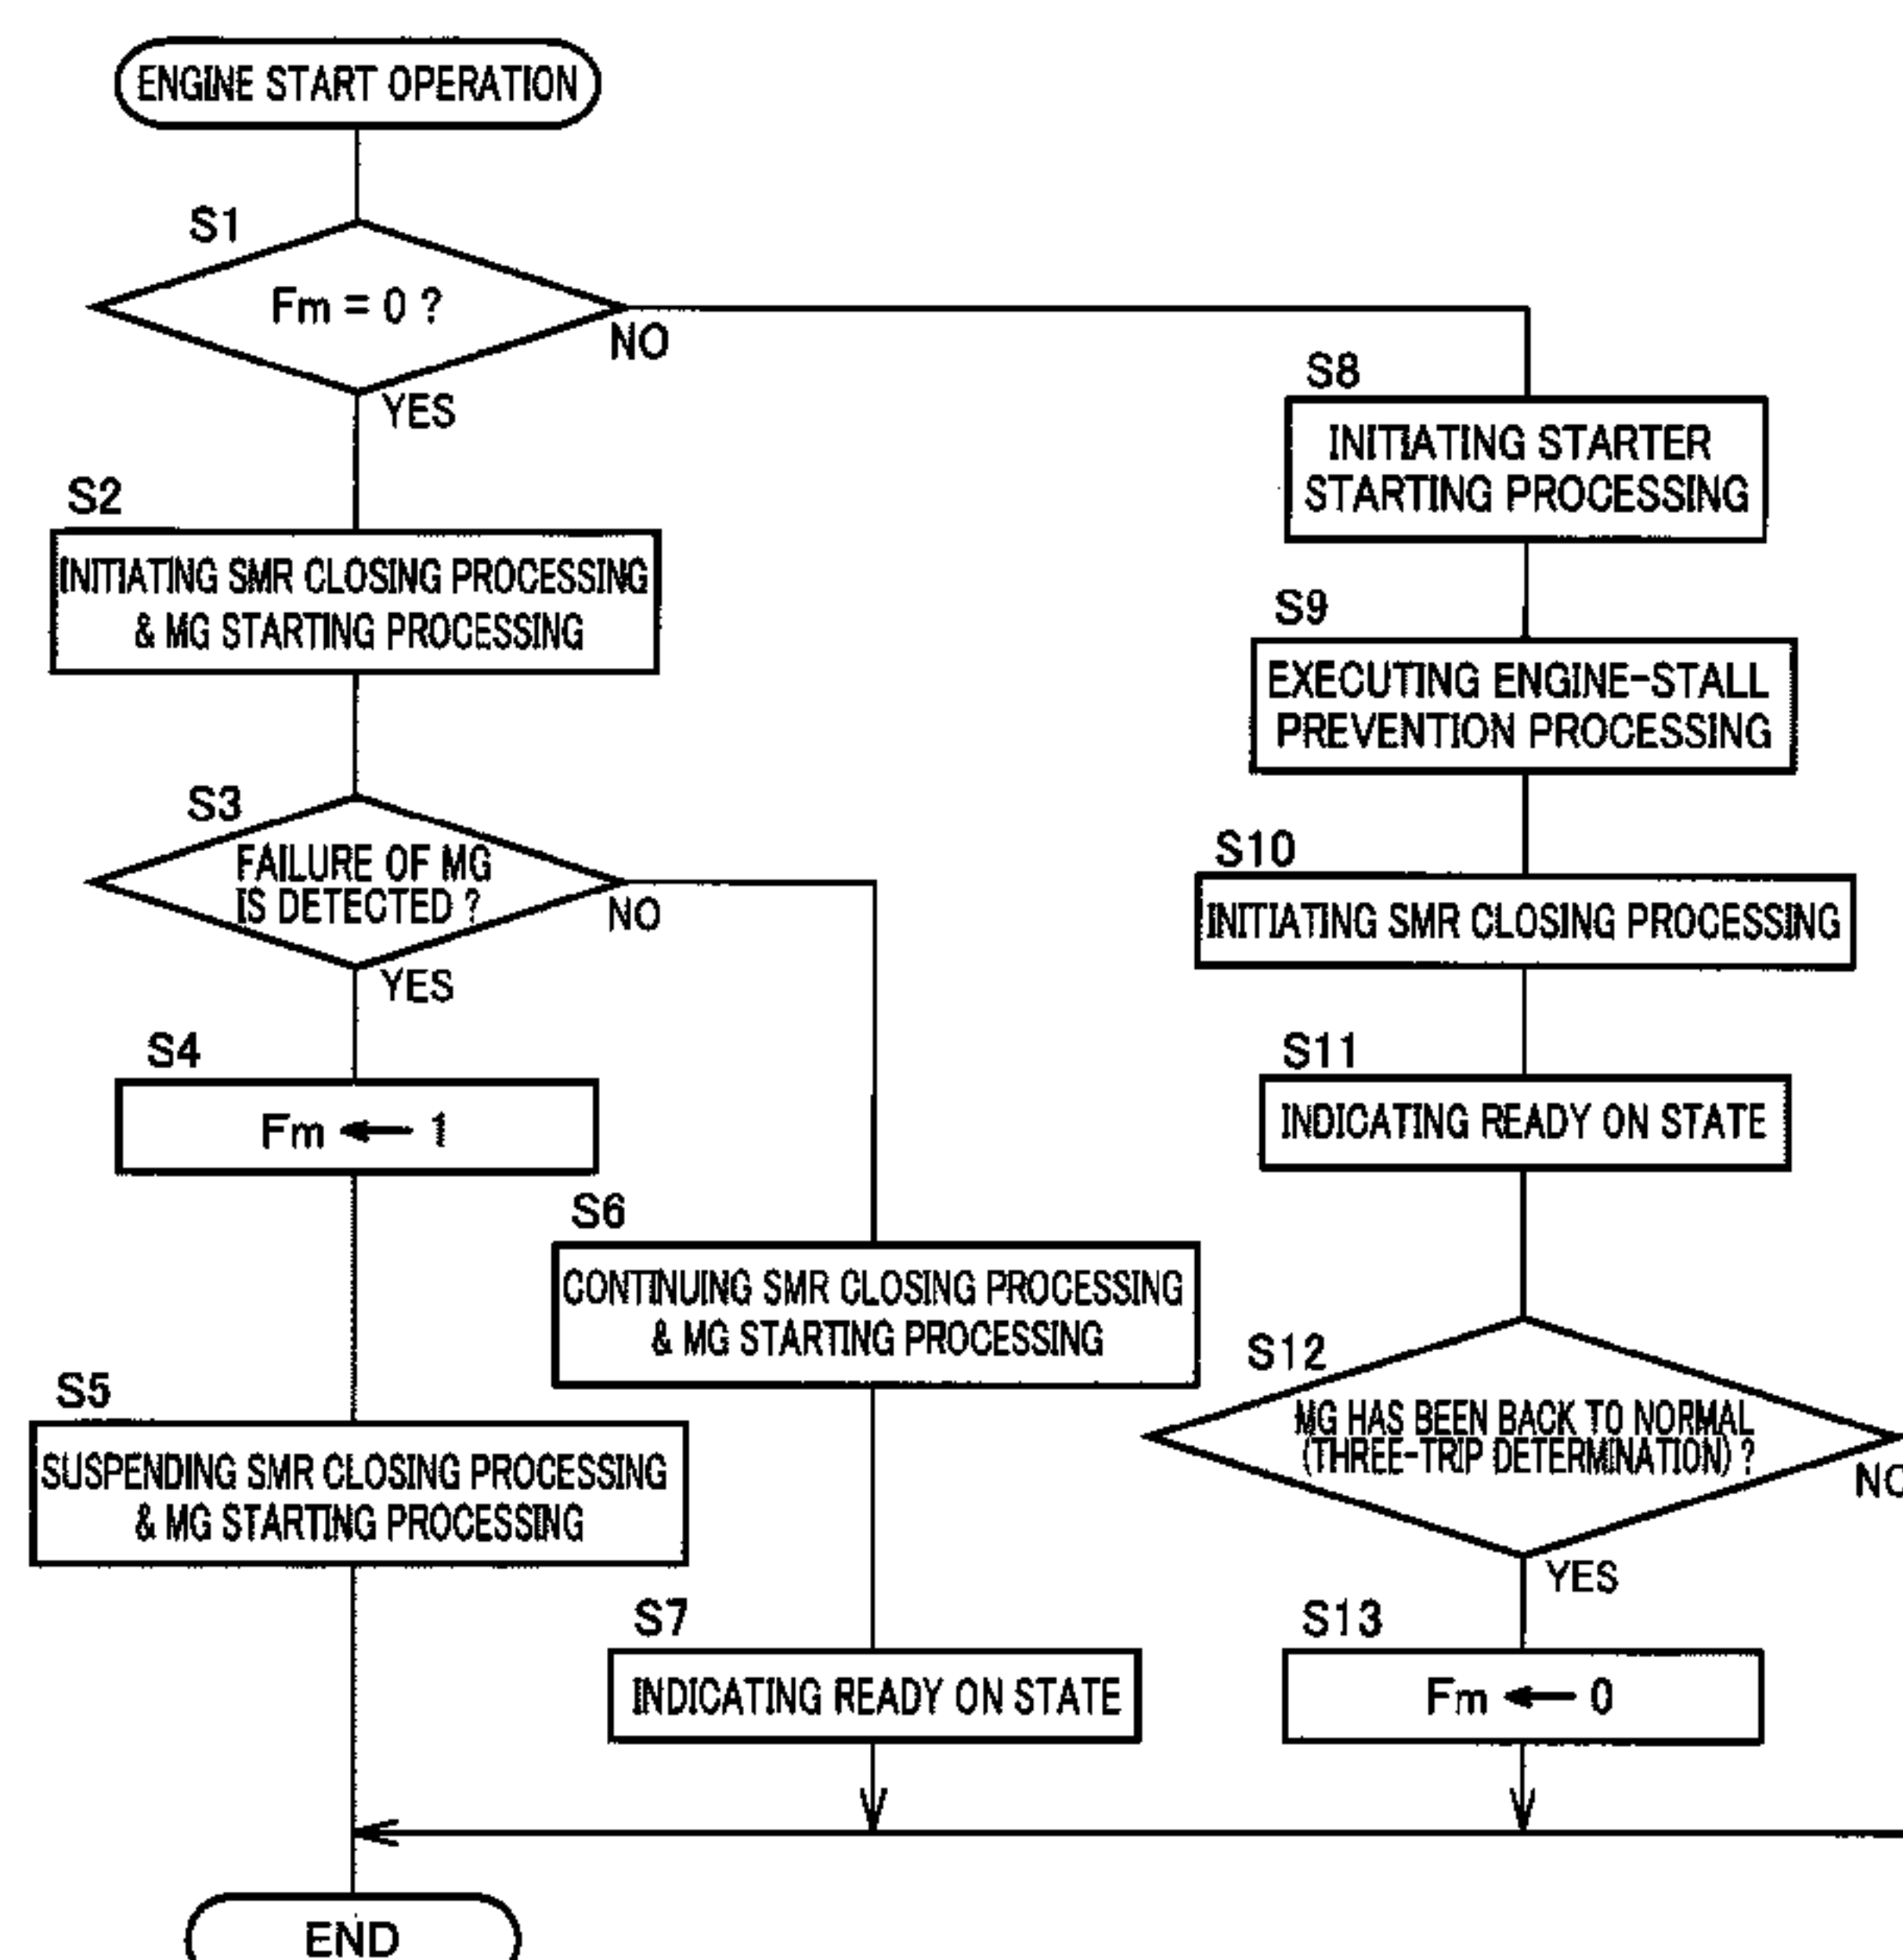 ENGINE START OPERATION
S1
Fm = 0 ?
NO
YES
S2
INITIATING SMR CLOSING PROCESSING
& MG STARTING PROCESSING
S3
FAILURE OF MG
IS DETECTED ?
NO
YES
S4
Fm ← 1
S5
SUSPENDING SMR CLOSING PROCESSING
& MG STARTING PROCESSING
S6
CONTINUING SMR CLOSING PROCESSING
& MG STARTING PROCESSING
S7
INDICATING READY ON STATE
S8
INITIATING STARTER
STARTING PROCESSING
S9
EXECUTING ENGINE-STALL
PREVENTION PROCESSING
S10
INITIATING SMR CLOSING PROCESSING
S11
INDICATING READY ON STATE
S12
MG HAS BEEN BACK TO NORMAL
(THREE-TRIP DETERMINATION) ?
NO
YES
S13
Fm ← 0
END